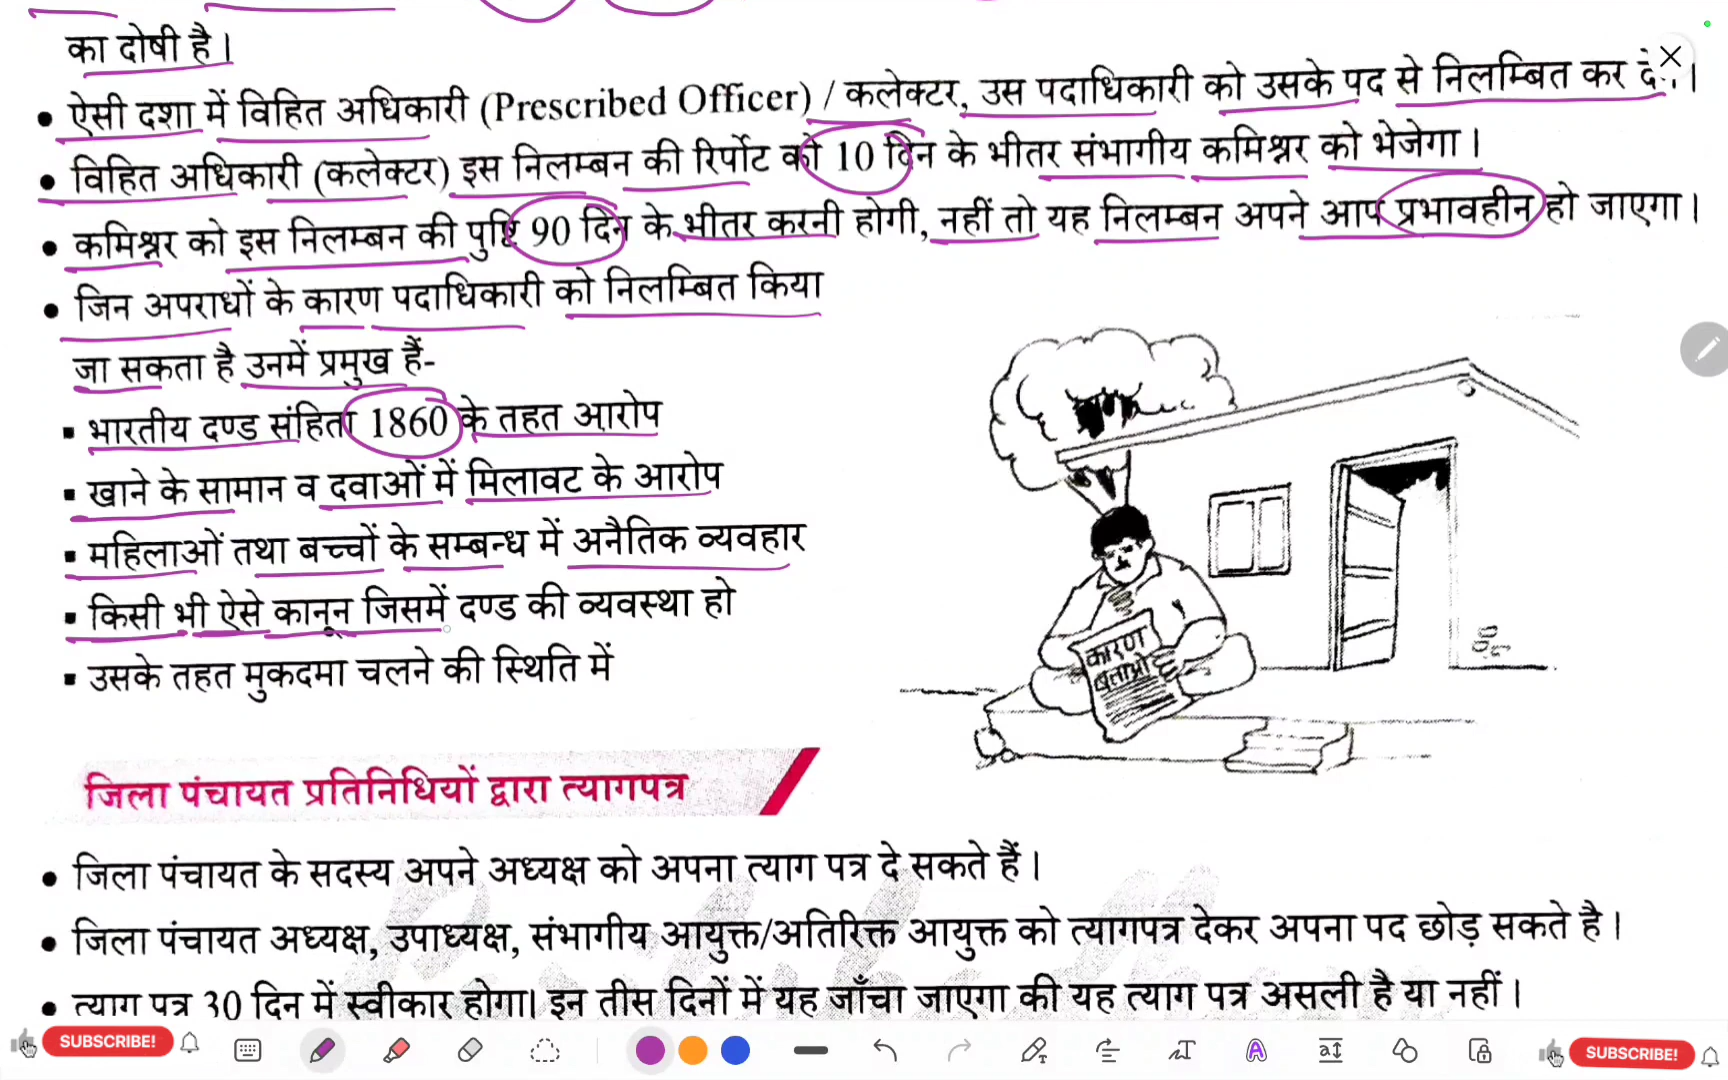 का दोषी है।
• ऐसी दशा में विहित अधिकारी (Prescribed Officer) / कलेक्टर, उस पदाधिकारी को उसके पद से निलम्बित कर
• विहित अधिकारी (कलेक्टर) इस निलम्बन की रिर्पोट को 10 दिन के भीतर संभागीय कमिश्नर को भेजेगा।
• कमिश्नर को इस निलम्बन की पुष्टि 90 दिन के भीतर करनी होगी, नहीं तो यह निलम्बन अपने आप प्रभावहीन हो जाएगा।
• जिन अपराधों के कारण पदाधिकारी को निलम्बित किया
जा सकता है उनमें प्रमुख हैं-
▪ भारतीय दण्ड संहिता 1860 के तहत आरोप
▪ खाने के सामान व दवाओं में मिलावट के आरोप
▪ महिलाओं तथा बच्चों के सम्बन्ध में अनैतिक व्यवहार
▪ किसी भी ऐसे कानून जिसमें दण्ड की व्यवस्था हो
▪ उसके तहत मुकदमा चलने की स्थिति में
कारण
बताओ
जिला पंचायत प्रतिनिधियों द्वारा त्यागपत्र
• जिला पंचायत के सदस्य अपने अध्यक्ष को अपना त्याग पत्र दे सकते हैं।
• जिला पंचायत अध्यक्ष, उपाध्यक्ष, संभागीय आयुक्त/अतिरिक्त आयुक्त को त्यागपत्र देकर अपना पद छोड़ सकते है।
• त्याग पत्र 30 दिन में स्वीकार होगा। इन तीस दिनों में यह जाँचा जाएगा की यह त्याग पत्र असली है या नहीं।
SUBSCRIBE!
SUBSCRIBE!